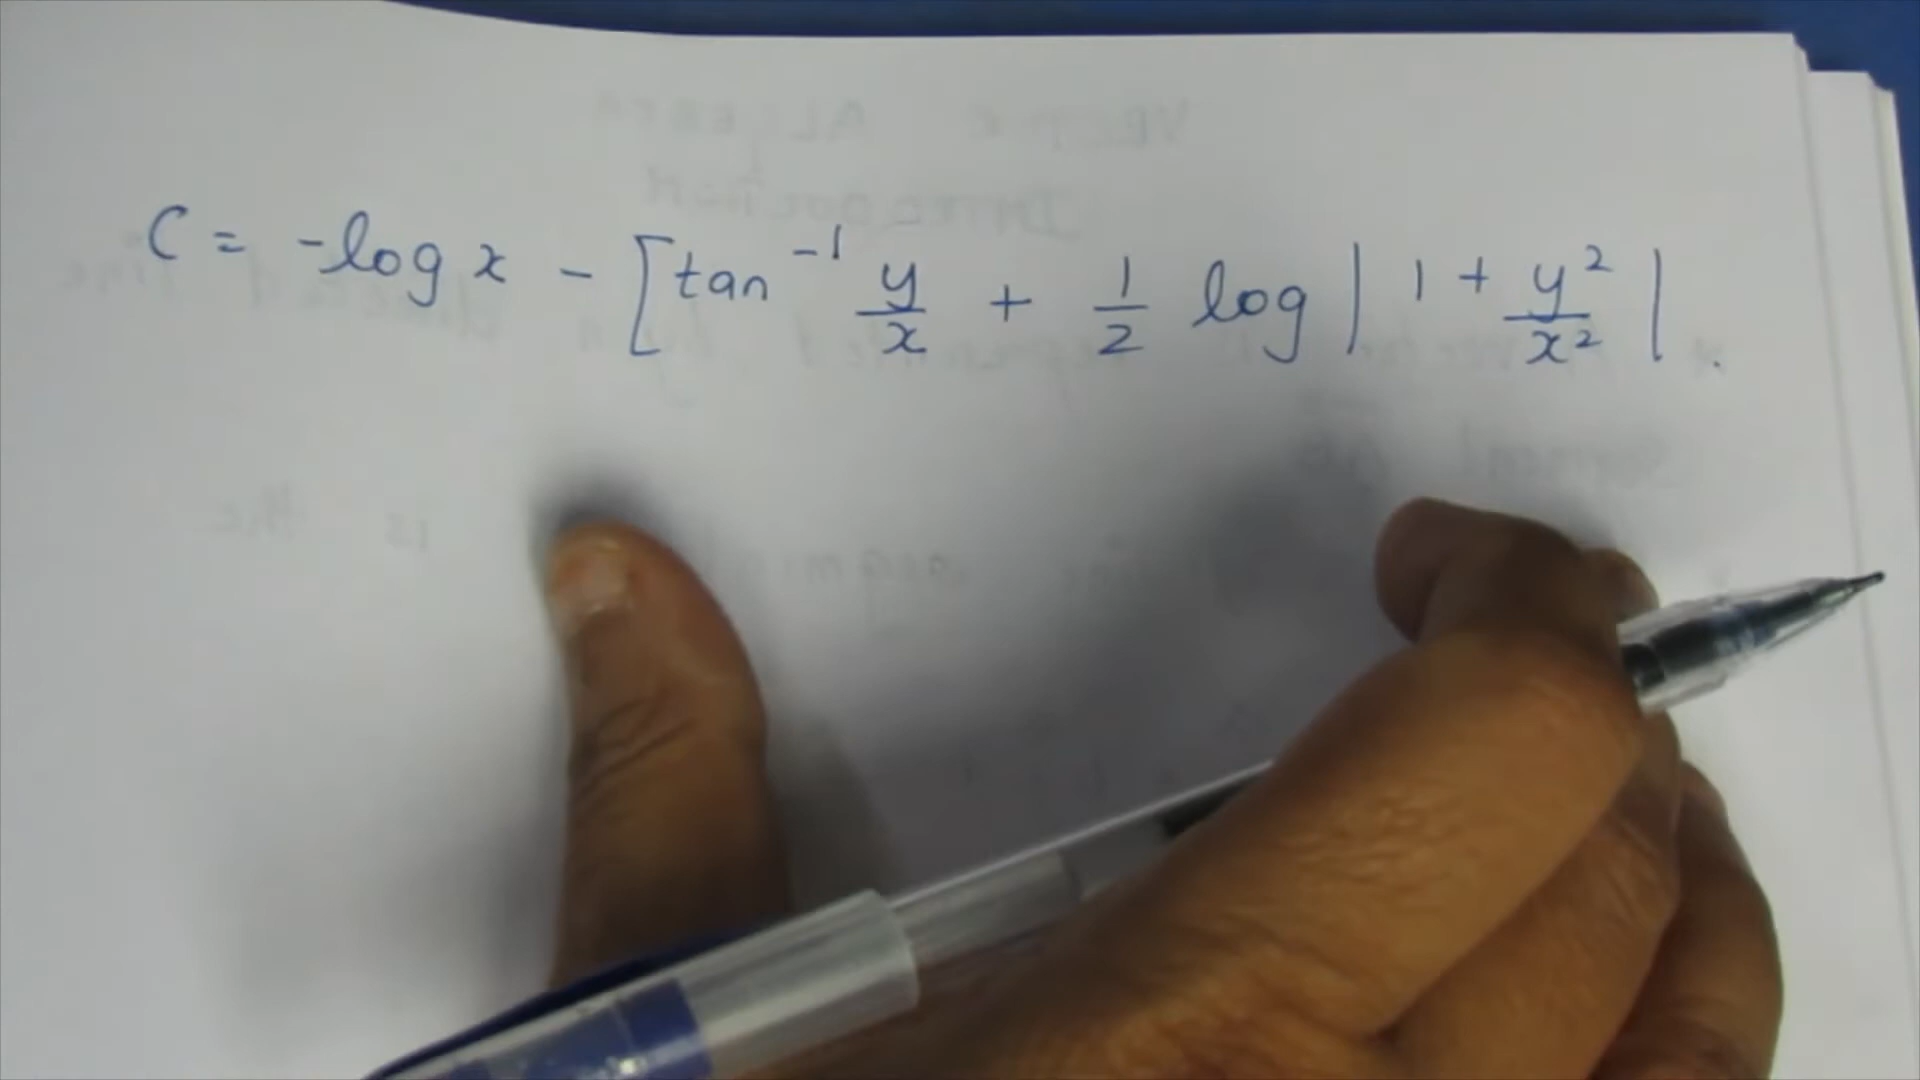 C = -log x - [tan⁻¹ y/x + 1/2 log | 1 + y²/x² | .